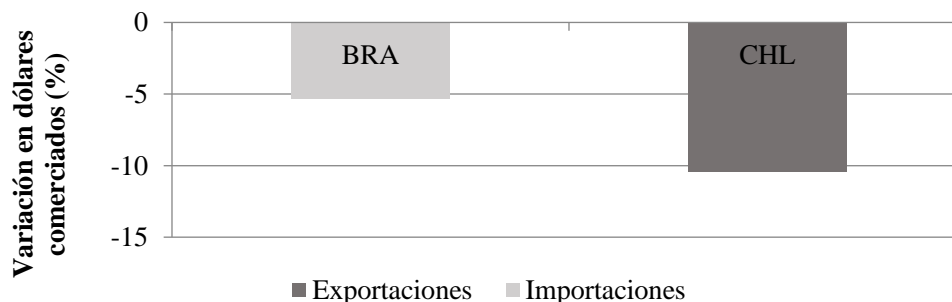 Variación en dólares
comerciados (%)
0
-5
-10
-15
BRA
CHL
Exportaciones
Importaciones